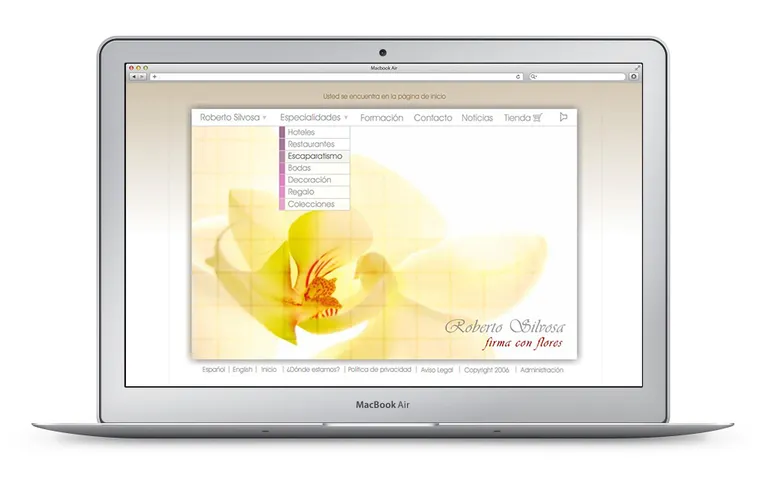 Macbook Air
Usted se encuentra en la página de inicio
Roberto Silvosa Especialidades Formación Contacto Noticias Tienda
Hoteles
Restaurantes
Escaparatismo
Bodas
Decoración
Regalo
Colecciones
Roberto Silvosa
firma con flores
Español | English | Inicio | ¿Dónde estamos? | Política de privacidad | Aviso Legal | Copyright 2006 | Administración
MacBook Air